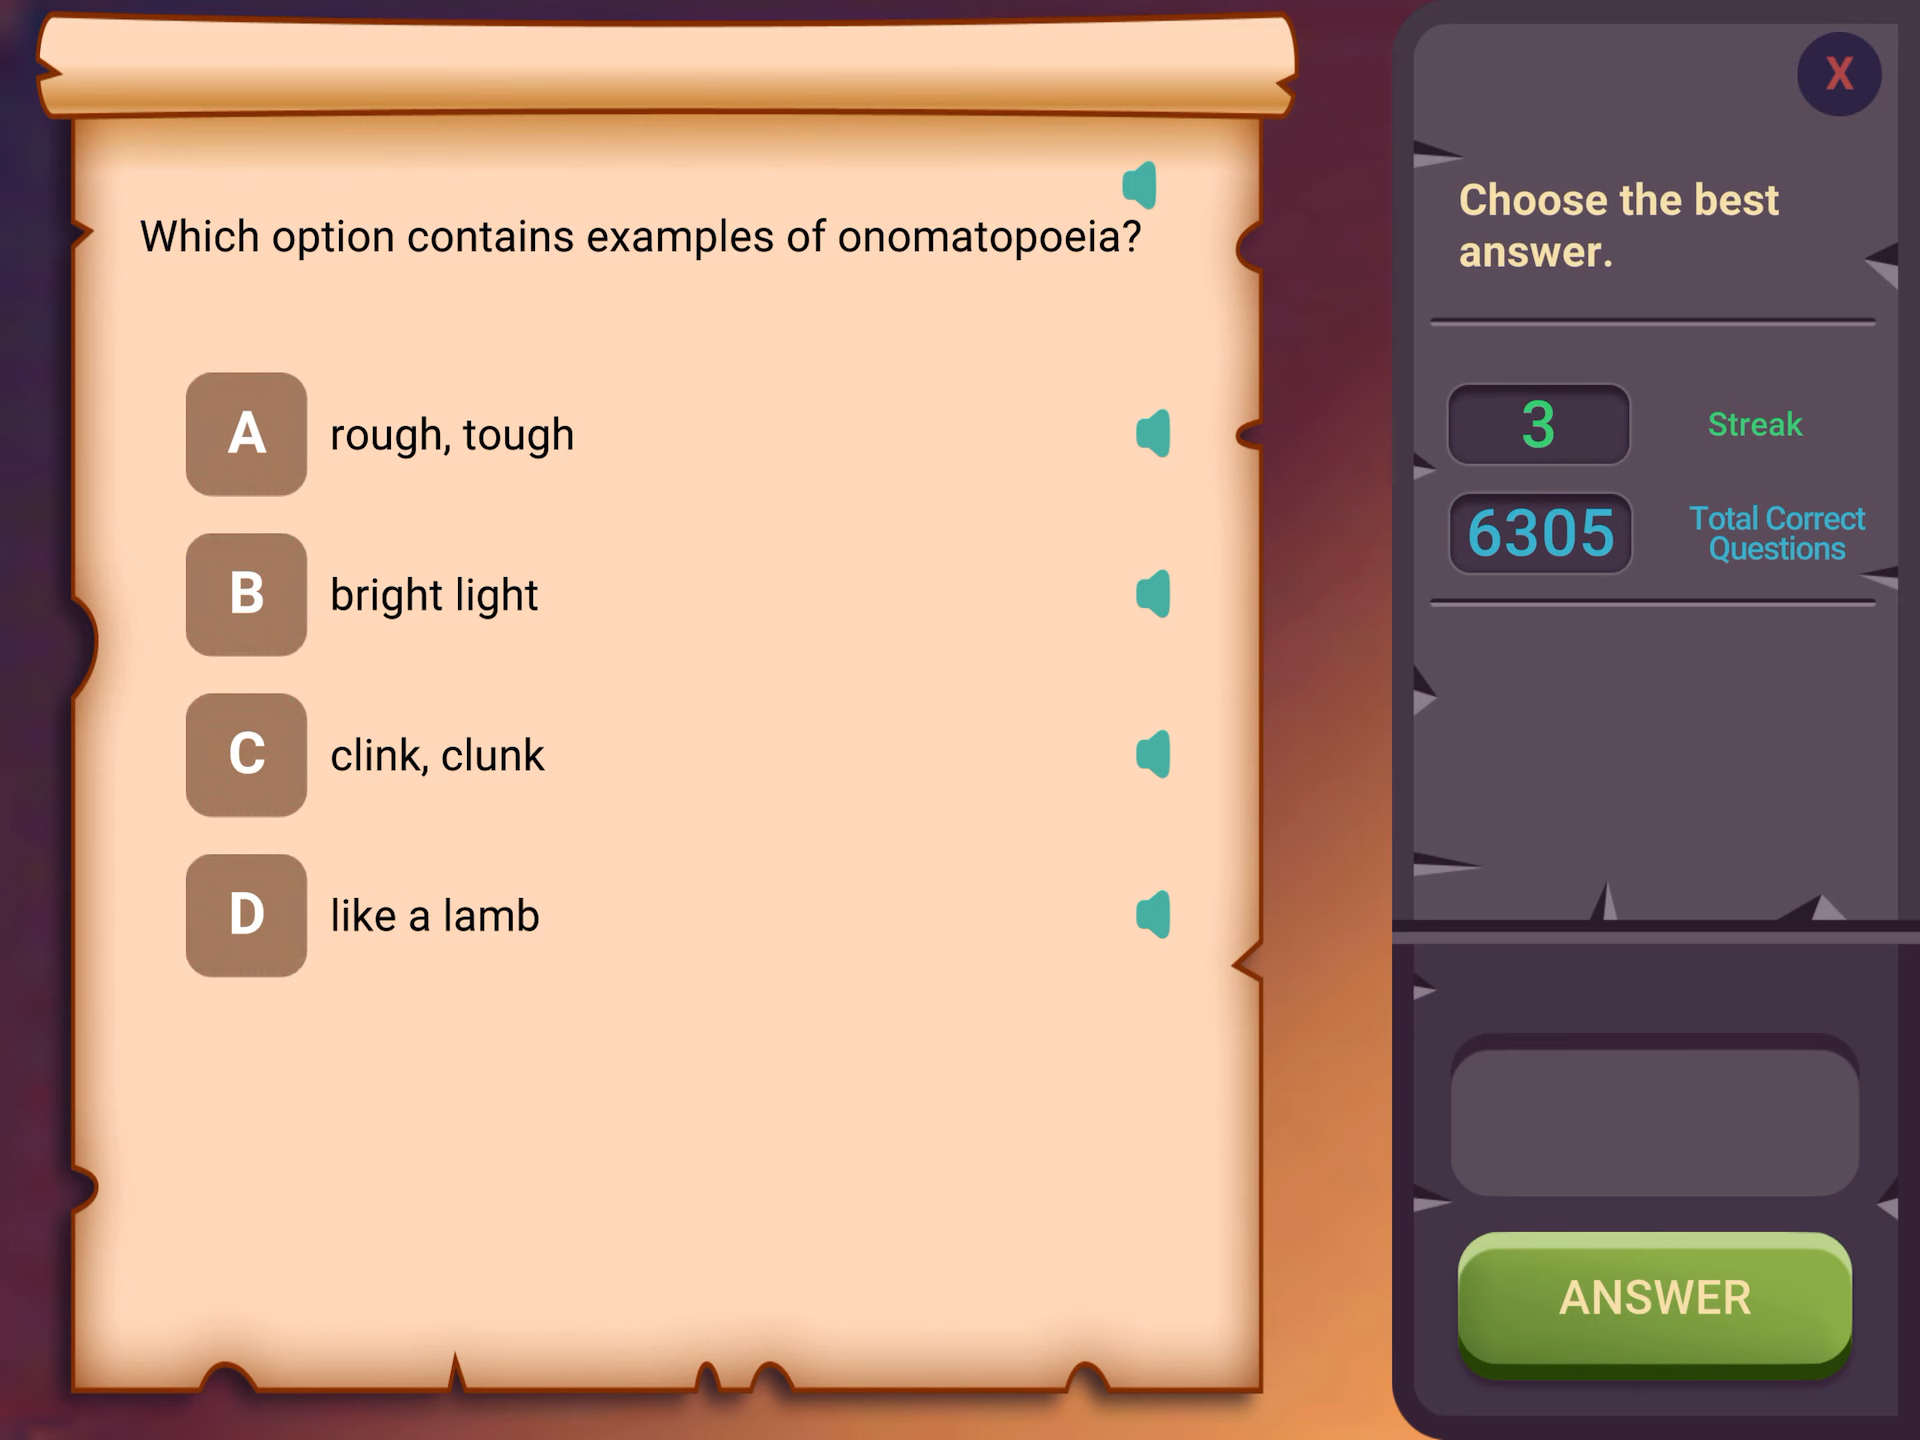 Which option contains examples of onomatopoeia?
A rough, tough
B bright light
C clink, clunk
D like a lamb
X
Choose the best
answer.
3 Streak
6305 Total Correct
Questions
ANSWER